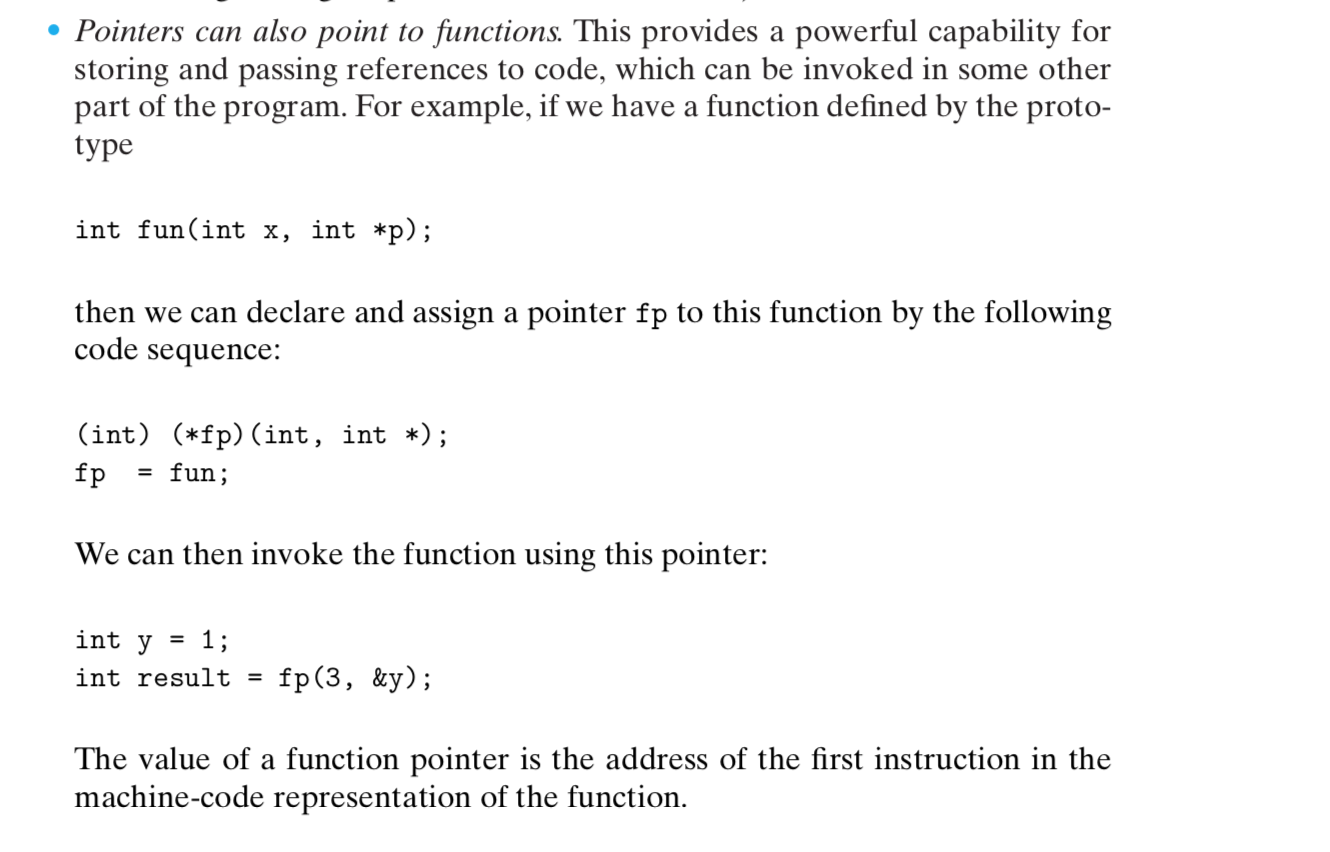 • Pointers can also point to functions. This provides a powerful capability for
storing and passing references to code, which can be invoked in some other
part of the program. For example, if we have a function defined by the proto-
type
int fun(int x, int *p);
then we can declare and assign a pointer fp to this function by the following
code sequence:
(int) (*fp)(int, int *);
fp  = fun;
We can then invoke the function using this pointer:
int y = 1;
int result = fp(3, &y);
The value of a function pointer is the address of the first instruction in the
machine-code representation of the function.